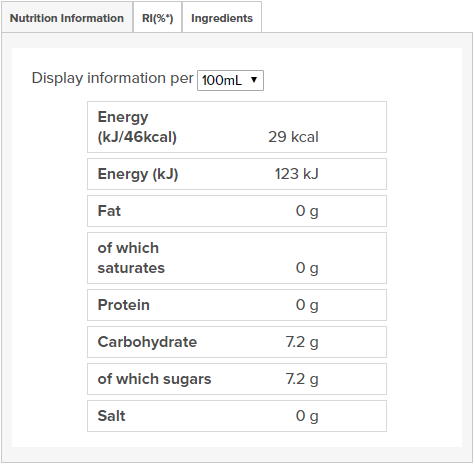 Nutrition Information RI(%*) Ingredients
Display information per 100mL
Energy
(kJ/46kcal) 29 kcal
Energy (kJ) 123 kJ
Fat 0 g
of which
saturates 0 g
Protein 0 g
Carbohydrate 7.2 g
of which sugars 7.2 g
Salt 0 g